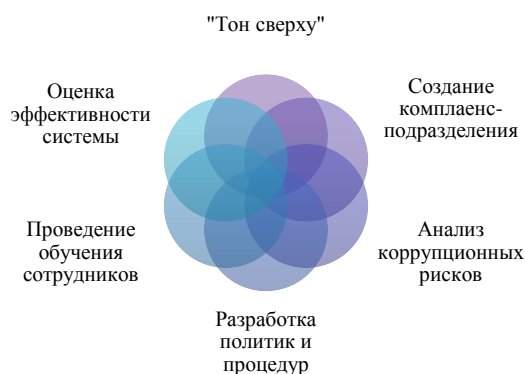 "Тон сверху"
Создание
комплаенс-
подразделения
Анализ
коррупционных
рисков
Разработка
политик и
процедур
Проведение
обучения
сотрудников
Оценка
эффективности
системы